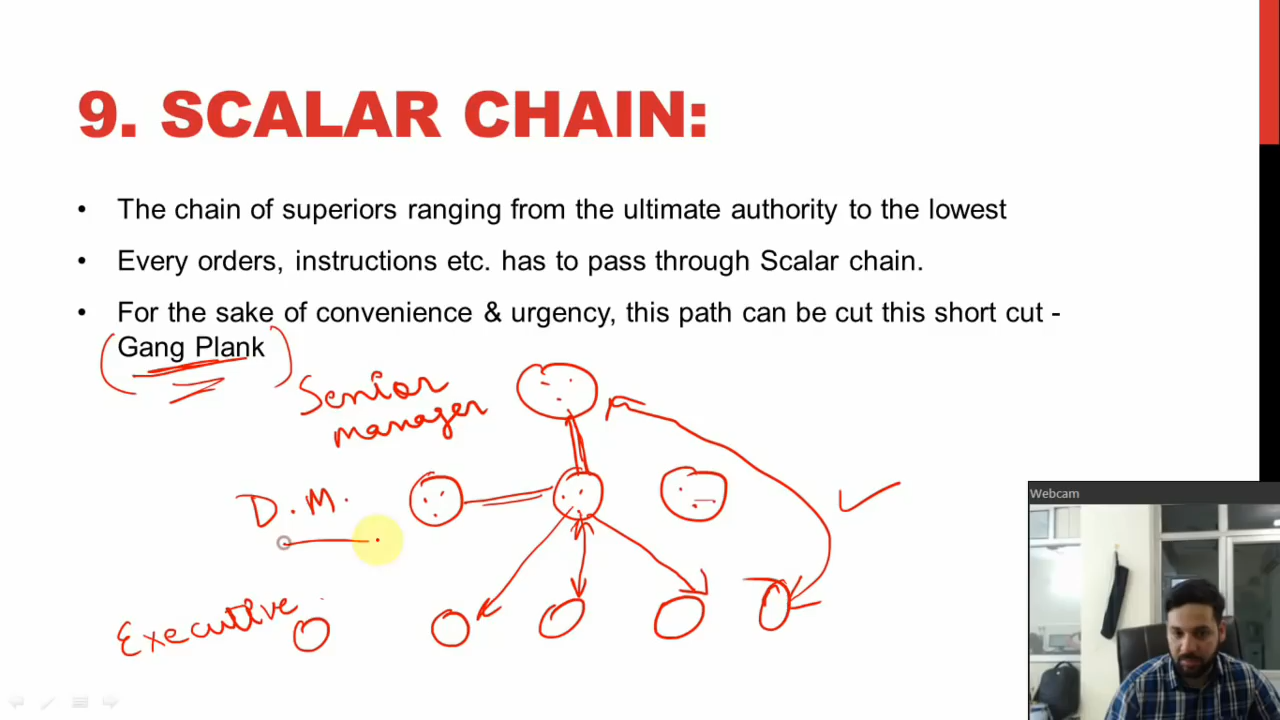 9. SCALAR CHAIN:
• The chain of superiors ranging from the ultimate authority to the lowest
• Every orders, instructions etc. has to pass through Scalar chain.
• For the sake of convenience & urgency, this path can be cut this short cut -
Gang Plank
Senior
manager
D.M.
Executive
Webcam